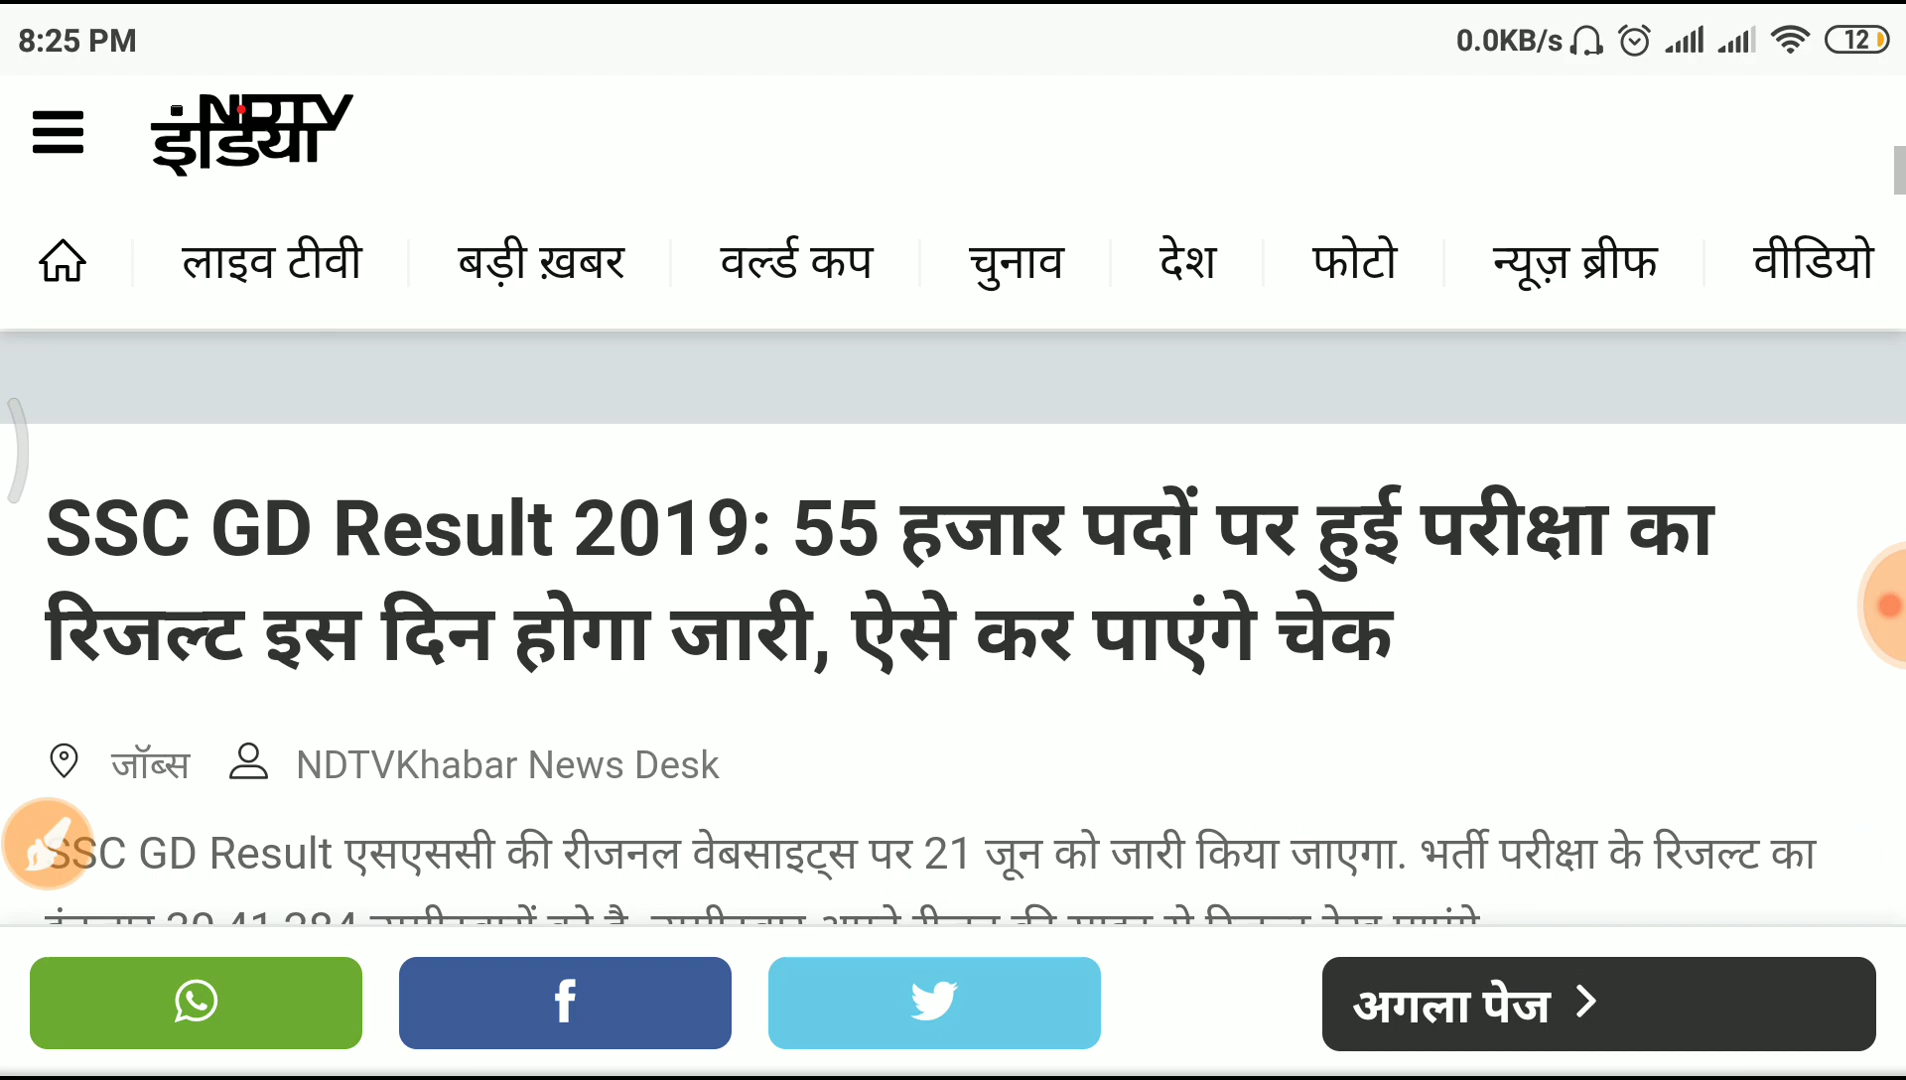 8:25 PM
0.0KB/s
12
NDTV
इंडिया
लाइव टीवी
बड़ी ख़बर
वर्ल्ड कप
चुनाव
देश
फोटो
न्यूज़ ब्रीफ
वीडियो
SSC GD Result 2019: 55 हजार पदों पर हुई परीक्षा का
रिजल्ट इस दिन होगा जारी, ऐसे कर पाएंगे चेक
जॉब्स NDTVKhabar News Desk
SSC GD Result एसएससी की रीजनल वेबसाइट्स पर 21 जून को जारी किया जाएगा. भर्ती परीक्षा के रिजल्ट का
अगला पेज